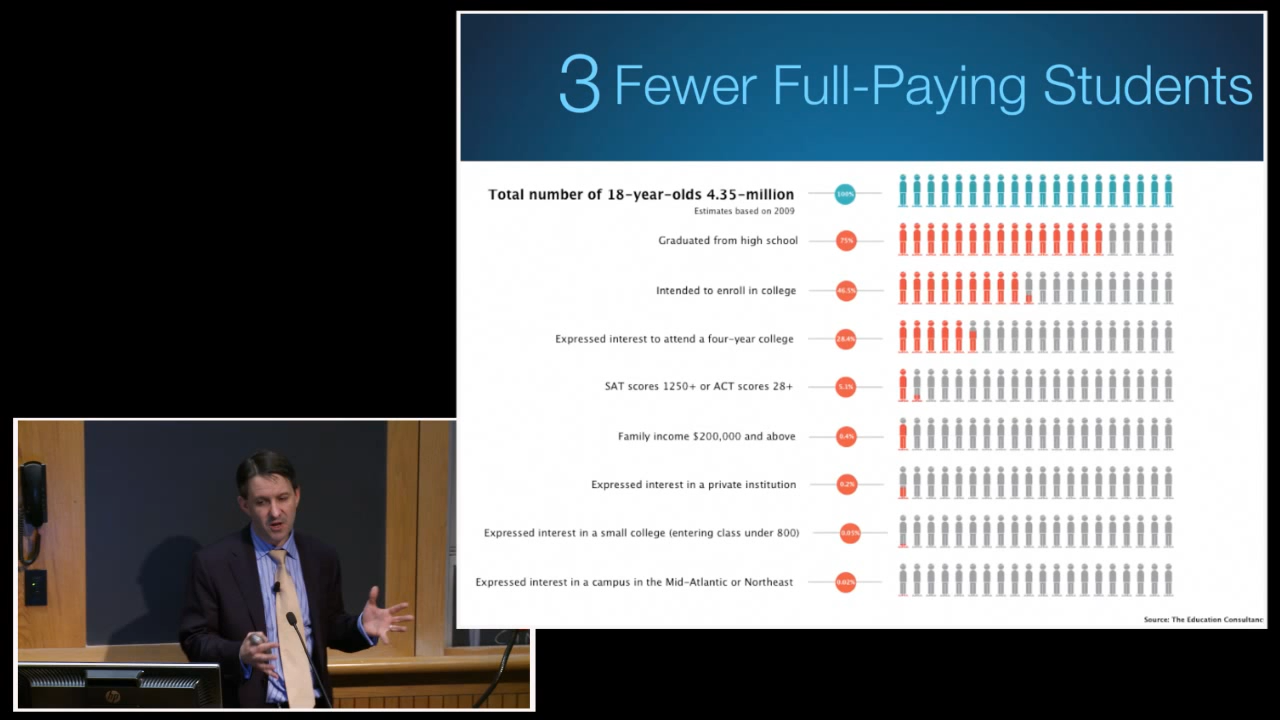 3 Fewer Full-Paying Students
Total number of 18-year-olds 4.35-million
100%
Estimates based on 2009
Graduated from high school
75%
Intended to enroll in college
46.5%
Expressed interest to attend a four-year college
28.4%
SAT scores 1250+ or ACT scores 28+
5.1%
Family income $200,000 and above
0.4%
Expressed interest in a private institution
0.2%
Expressed interest in a small college (entering class under 800)
0.05%
Expressed interest in a campus in the Mid-Atlantic or Northeast
0.02%
Source: The Education Consultanc
hp